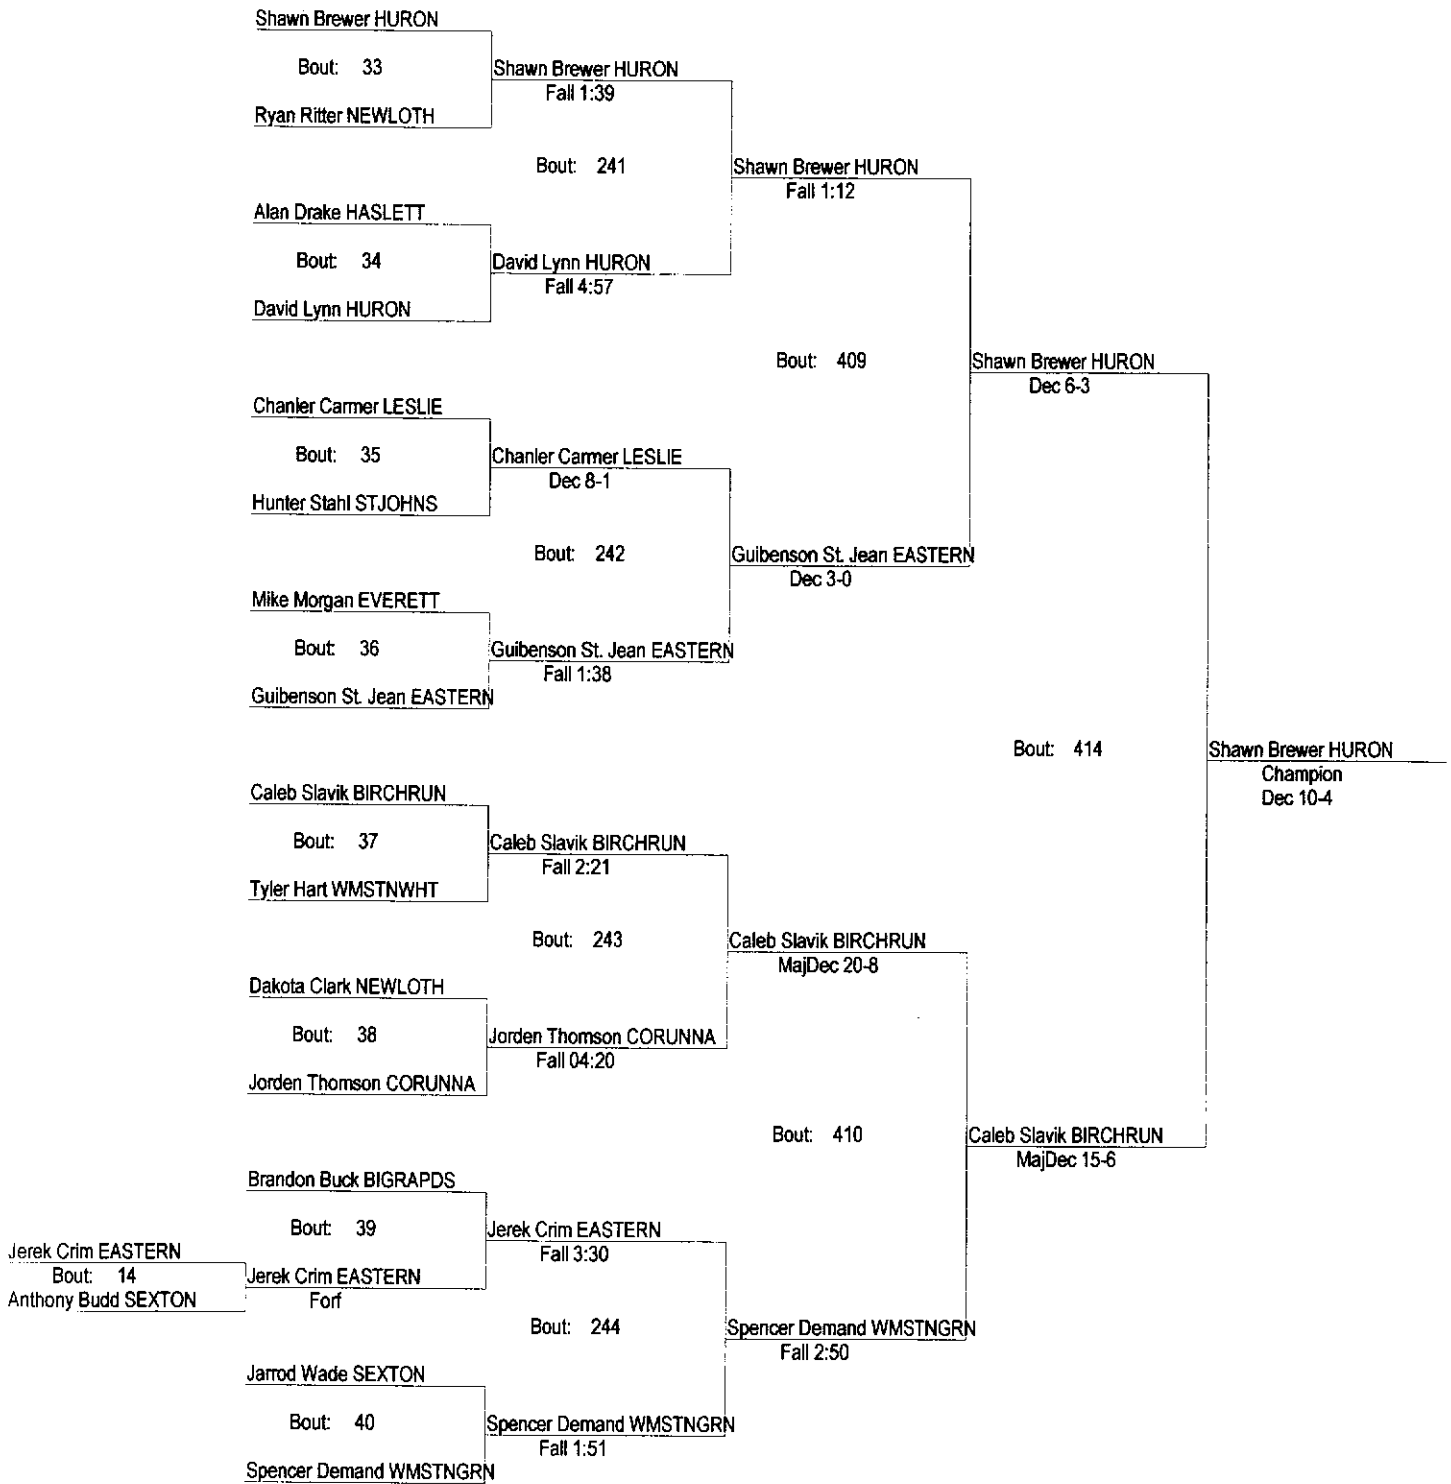 Shawn Brewer HURON
Bout: 33
Shawn Brewer HURON
Fall 1:39
Ryan Ritter NEWLOTH
Bout: 241
Shawn Brewer HURON
Fall 1:12
Alan Drake HASLETT
Bout: 34
David Lynn HURON
Fall 4:57
David Lynn HURON
Bout: 409
Shawn Brewer HURON
Dec 6-3
Chanler Carmer LESLIE
Bout: 35
Chanler Carmer LESLIE
Dec 8-1
Hunter Stahl STJOHNS
Bout: 242
Guibenson St. Jean EASTERN
Dec 3-0
Mike Morgan EVERETT
Bout: 36
Guibenson St. Jean EASTERN
Fall 1:38
Guibenson St. Jean EASTERN
Bout: 414
Shawn Brewer HURON
Champion
Dec 10-4
Caleb Slavik BIRCHRUN
Bout: 37
Caleb Slavik BIRCHRUN
Fall 2:21
Tyler Hart WMSTNWHT
Bout: 243
Caleb Slavik BIRCHRUN
MajDec 20-8
Dakota Clark NEWLOTH
Bout: 38
Jorden Thomson CORUNNA
Fall 04:20
Jorden Thomson CORUNNA
Bout: 410
Caleb Slavik BIRCHRUN
MajDec 15-6
Brandon Buck BIGRAPDS
Bout: 39
Jerek Crim EASTERN
Fall 3:30
Jerek Crim EASTERN
Bout: 14
Jerek Crim EASTERN
Forf
Anthony Budd SEXTON
Bout: 244
Spencer Demand WMSTNGRN
Fall 2:50
Jarrod Wade SEXTON
Bout: 40
Spencer Demand WMSTNGRN
Fall 1:51
Spencer Demand WMSTNGRN